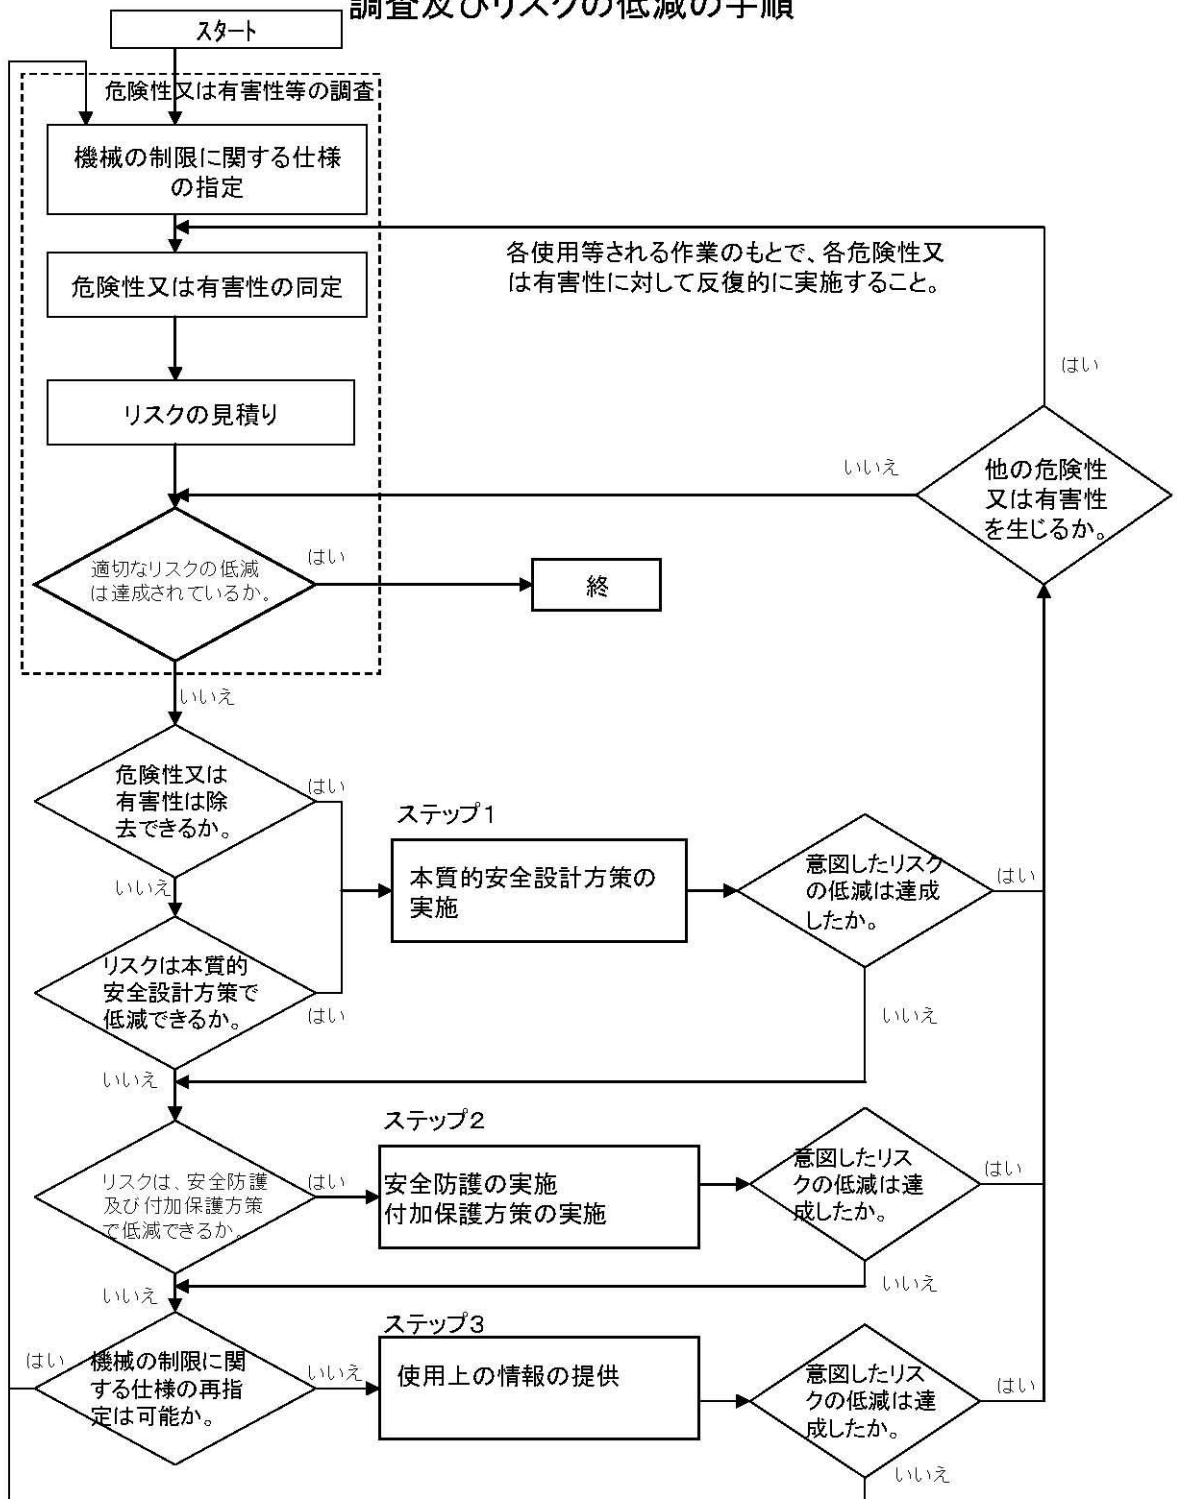 調査及びリスクの低減の手順
スタート
危険性又は有害性等の調査
機械の制限に関する仕様
の指定
各使用等される作業のもとで、各危険性又
は有害性に対して反復的に実施すること。
危険性又は有害性の同定
はい
リスクの見積り
いいえ
他の危険性
又は有害性
を生じるか。
適切なリスクの低減
は達成されているか。
はい
終
いいえ
危険性又は
有害性は除
去できるか。
はい
いいえ
ステップ1
本質的安全設計方策の
実施
意図したリスク
の低減は達成
したか。
はい
いいえ
リスクは本質的
安全設計方策で
低減できるか。
はい
いいえ
ステップ2
リスクは、安全防護
及び付加保護方策
で低減できるか。
はい
安全防護の実施
付加保護方策の実施
意図したリス
クの低減は達
成したか。
はい
いいえ
いいえ
ステップ3
はい
機械の制限に関
する仕様の再指
定は可能か。
いいえ
使用上の情報の提供
意図したリス
クの低減は達
成したか。
はい
いいえ